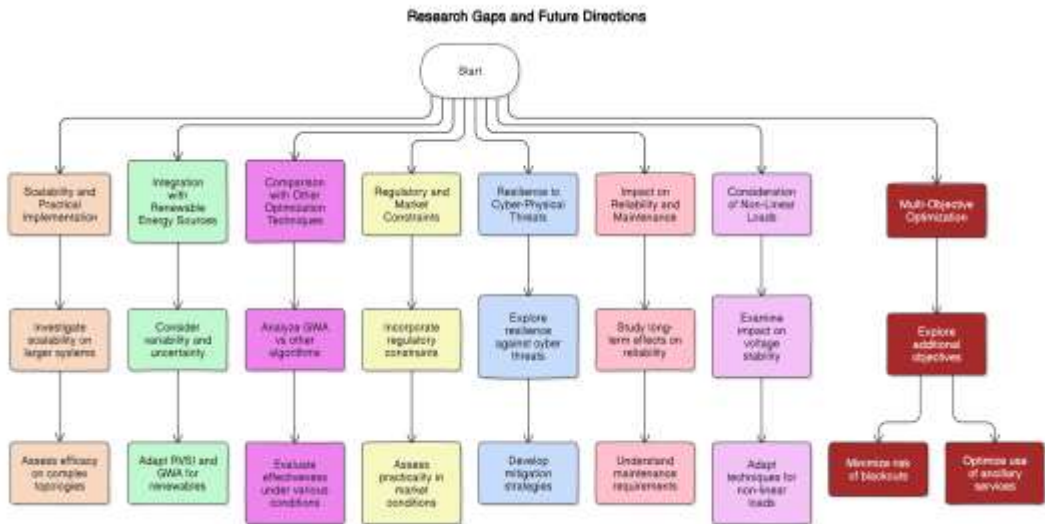 Research Gaps and Future Directions
Start
Scalability and
Practical
Implementation
Integration
with
Renewable
Energy Sources
Comparison
with Other
Optimization
Techniques
Regulatory and
Market
Constraints
Resilience to
Cyber-Physical
Threats
Impact on
Reliability and
Maintenance
Consideration
of Non-Linear
Loads
Multi-Objective
Optimization
Investigate
scalability on
larger systems
Consider
variability and
uncertainty
Analyze GWA
vs other
algorithms
Incorporate
regulatory
constraints
Explore
resilience
against cyber
threats
Study long-
term effects on
reliability
Examine
impact on
voltage
stability
Explore
additional
objectives
Assess efficacy
on complex
topologies
Adapt RVSI and
GWA for
renewables
Evaluate
effectiveness
under various
conditions
Assess
practicality in
market
conditions
Develop
mitigation
strategies
Understand
maintenance
requirements
Adapt
techniques for
non-linear
loads
Minimize risk
of blackouts
Optimize use
of ancillary
services